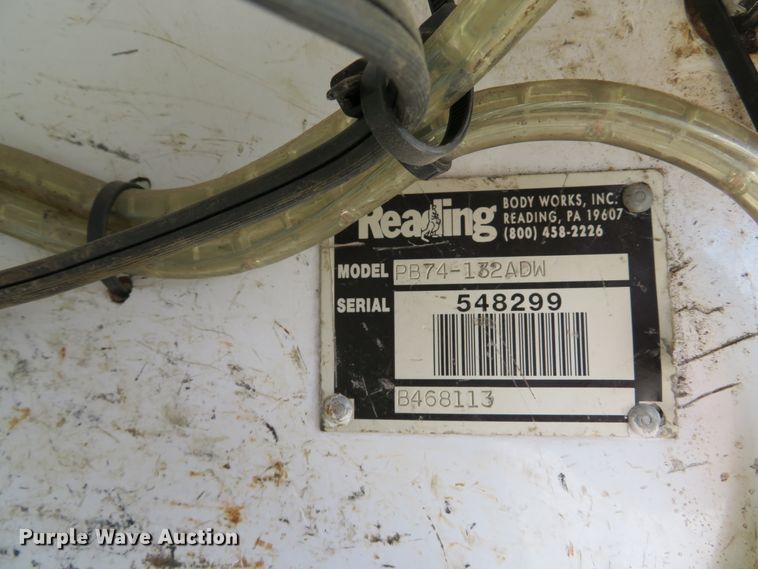 Reading
BODY WORKS, INC.
READING, PA 19607
(800) 458-2226
MODEL PB74-132ADW
SERIAL 548299
B468113
Purple Wave Auction